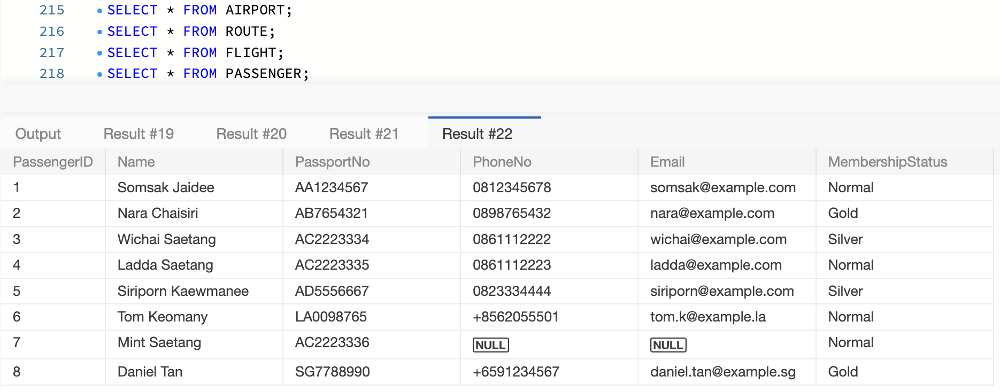 215 SELECT * FROM AIRPORT;
216 SELECT * FROM ROUTE;
217 SELECT * FROM FLIGHT;
218 SELECT * FROM PASSENGER;
Output Result #19 Result #20 Result #21 Result #22
PassengerID Name PassportNo PhoneNo Email MembershipStatus
1 Somsak Jaidee AA1234567 0812345678 somsak@example.com Normal
2 Nara Chaisiri AB7654321 0898765432 nara@example.com Gold
3 Wichai Saetang AC2223334 0861112222 wichai@example.com Silver
4 Ladda Saetang AC2223335 0861112223 ladda@example.com Normal
5 Siriporn Kaewmanee AD5556667 0823334444 siriporn@example.com Silver
6 Tom Keomany LA0098765 +8562055501 tom.k@example.la Normal
7 Mint Saetang AC2223336 NULL NULL Normal
8 Daniel Tan SG7788990 +6591234567 daniel.tan@example.sg Gold